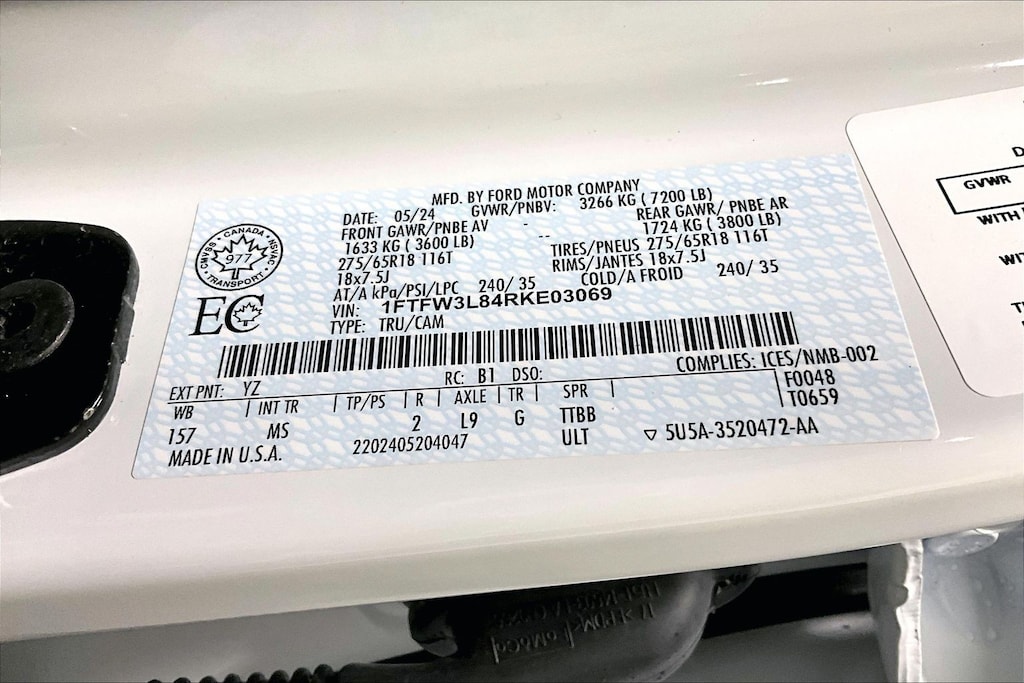 MFD. BY FORD MOTOR COMPANY
DATE: 05/24 GVWR/PNBV: 3266 KG ( 7200 LB)
FRONT GAWR/PNBE AV - REAR GAWR/ PNBE AR
1633 KG ( 3600 LB) -- 1724 KG ( 3800 LB)
275/65R18 116T TIRES/PNEUS 275/65R18 116T
18x7.5J RIMS/JANTES 18x7.5J
AT/A kPa/PSI/LPC 240/ 35 COLD/A FROID 240/ 35
VIN: 1FTFW3L84RKE03069
TYPE: TRU/CAM
CANADA
977
TRANSPORT
CMVSS
NSVAC
EC
COMPLIES: ICES/NMB-002
EXT PNT: YZ RC: B1 DSO:
WB | INT TR | TP/PS | R | AXLE | TR | SPR | F0048
157 MS 2 L9 G TTBB T0659
MADE IN U.S.A. 2202405204047 ULT ▽ 5U5A-3520472-AA
D
GVWR
WITH
WIT